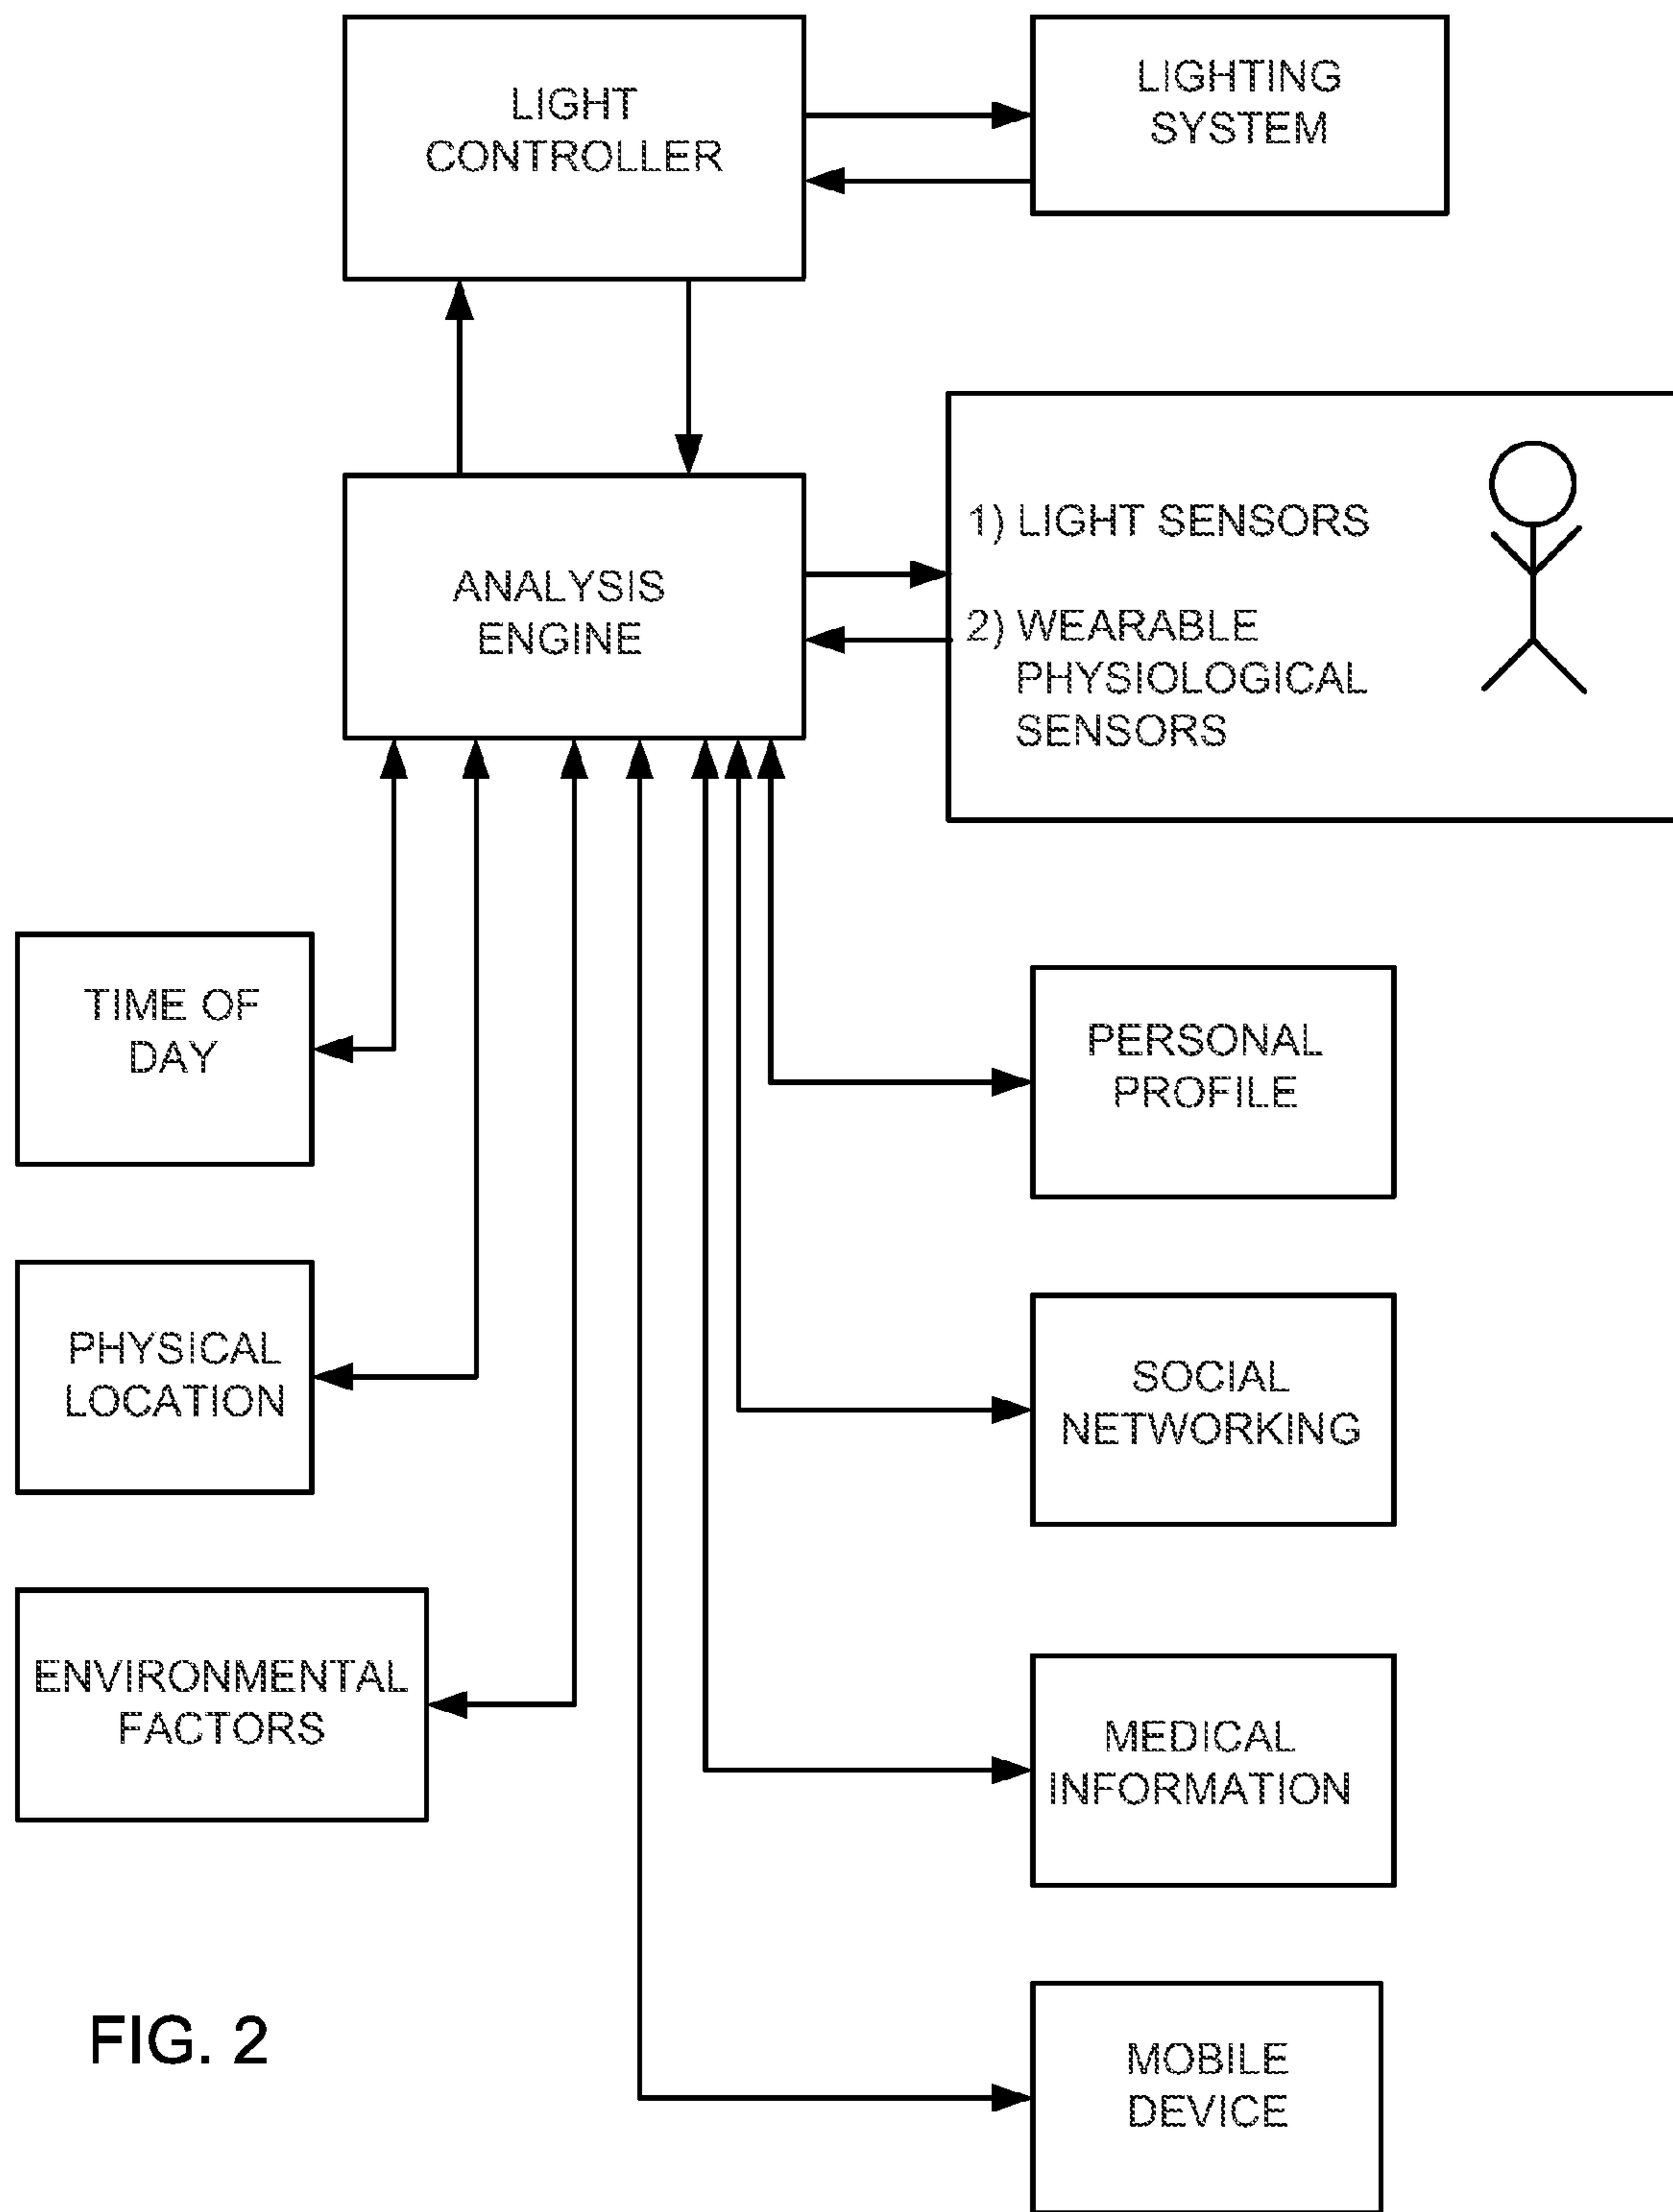 LIGHT
CONTROLLER
LIGHTING
SYSTEM
ANALYSIS
ENGINE
1) LIGHT SENSORS
2) WEARABLE
PHYSIOLOGICAL
SENSORS
TIME OF
DAY
PERSONAL
PROFILE
PHYSICAL
LOCATION
SOCIAL
NETWORKING
ENVIRONMENTAL
FACTORS
MEDICAL
INFORMATION
MOBILE
DEVICE
FIG. 2